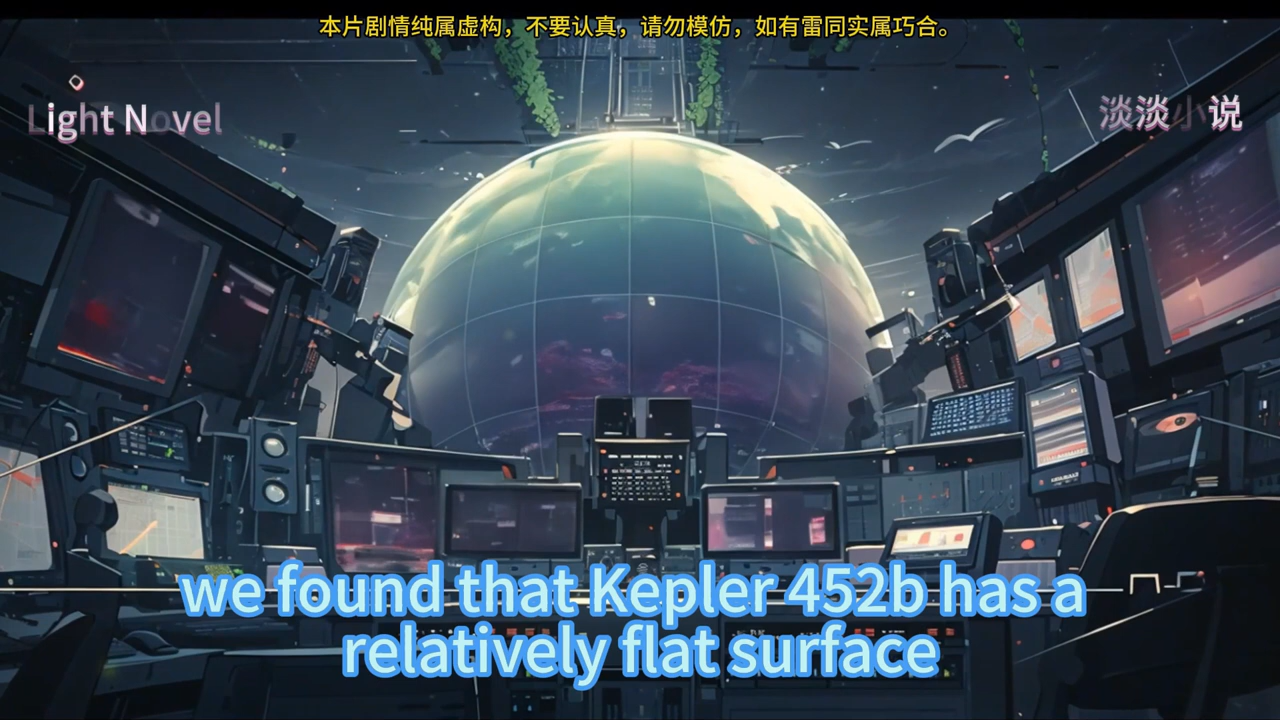 本片剧情纯属虚构，不要认真，请勿模仿，如有雷同实属巧合。
Light Novel
淡淡小说
we found that Kepler 452b has a
relatively flat surface